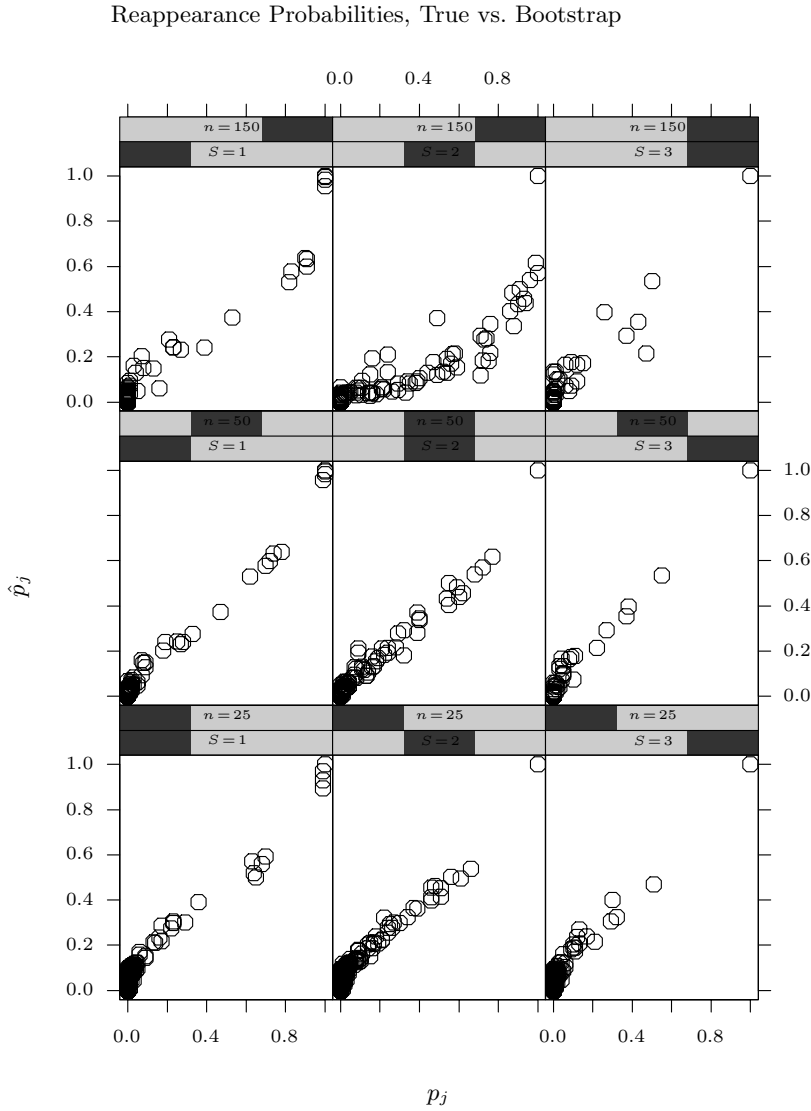 Reappearance Probabilities, True vs. Bootstrap
0.0 0.4 0.8
n = 150 n = 150 n = 150
S = 1 S = 2 S = 3
1.0
0.8
0.6
0.4
0.2
0.0
n = 50 n = 50 n = 50
S = 1 S = 2 S = 3
1.0
0.8
0.6
0.4
0.2
0.0
p̂j
n = 25 n = 25 n = 25
S = 1 S = 2 S = 3
1.0
0.8
0.6
0.4
0.2
0.0
0.0 0.4 0.8 0.0 0.4 0.8
pj